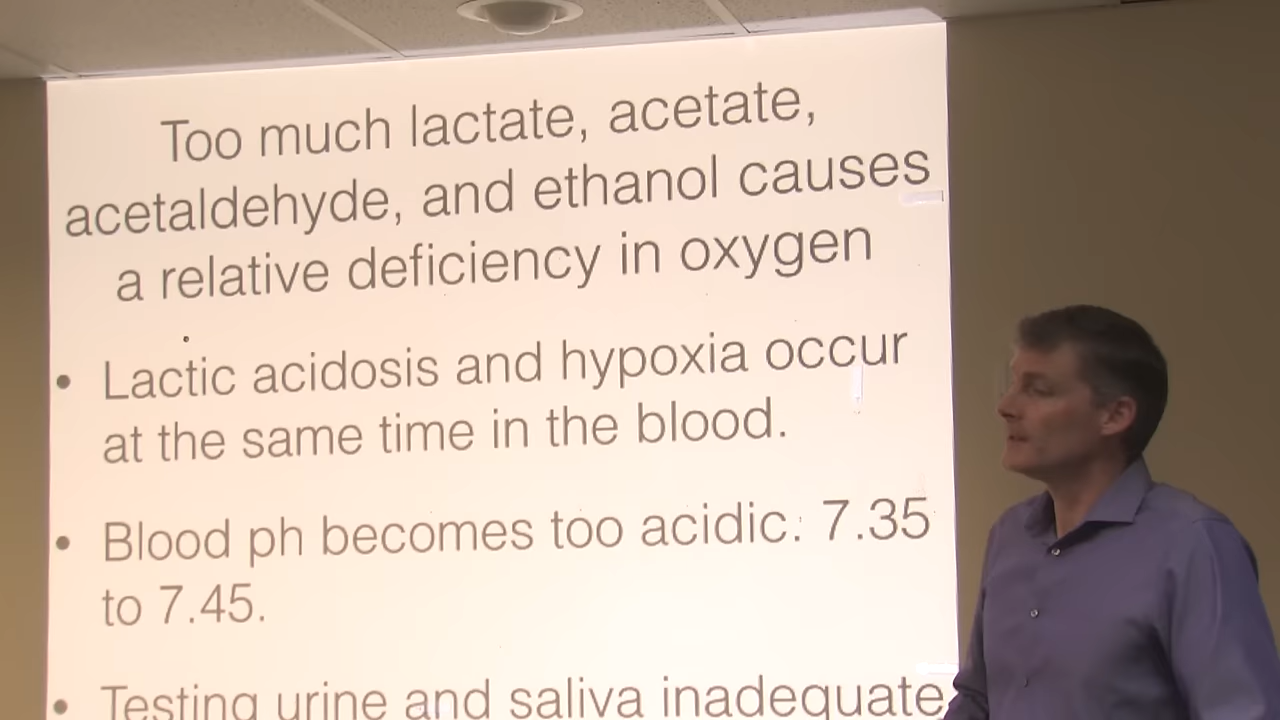 Too much lactate, acetate,
acetaldehyde, and ethanol causes
a relative deficiency in oxygen
• Lactic acidosis and hypoxia occur
at the same time in the blood.
• Blood ph becomes too acidic: 7.35
to 7.45.
• Testing urine and saliva inadequate